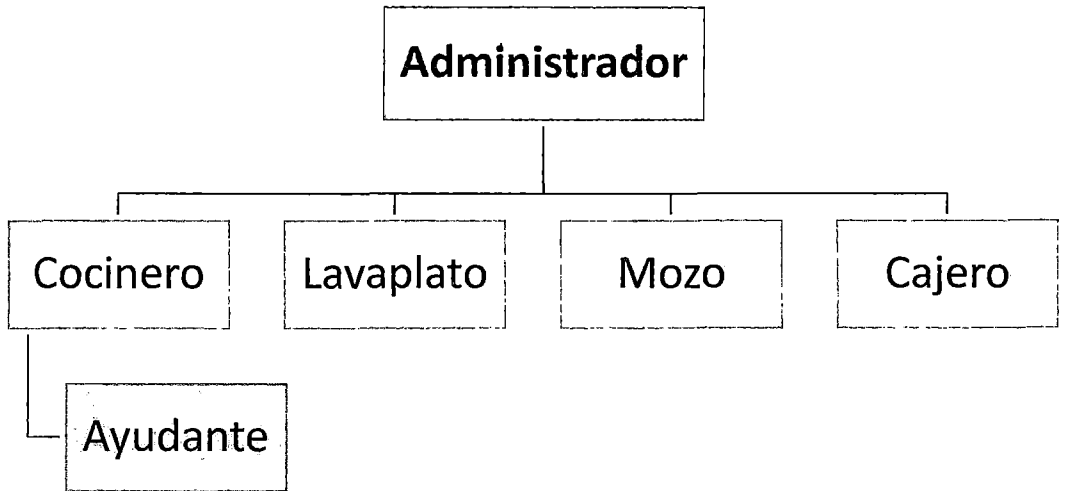 Administrador
Cocinero
Lavaplato
Mozo
Cajero
Ayudante